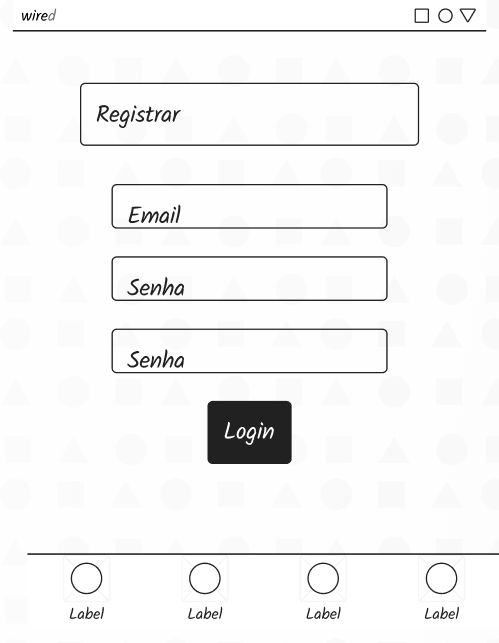 wired
Registrar
Email
Senha
Senha
Login
Label Label Label Label